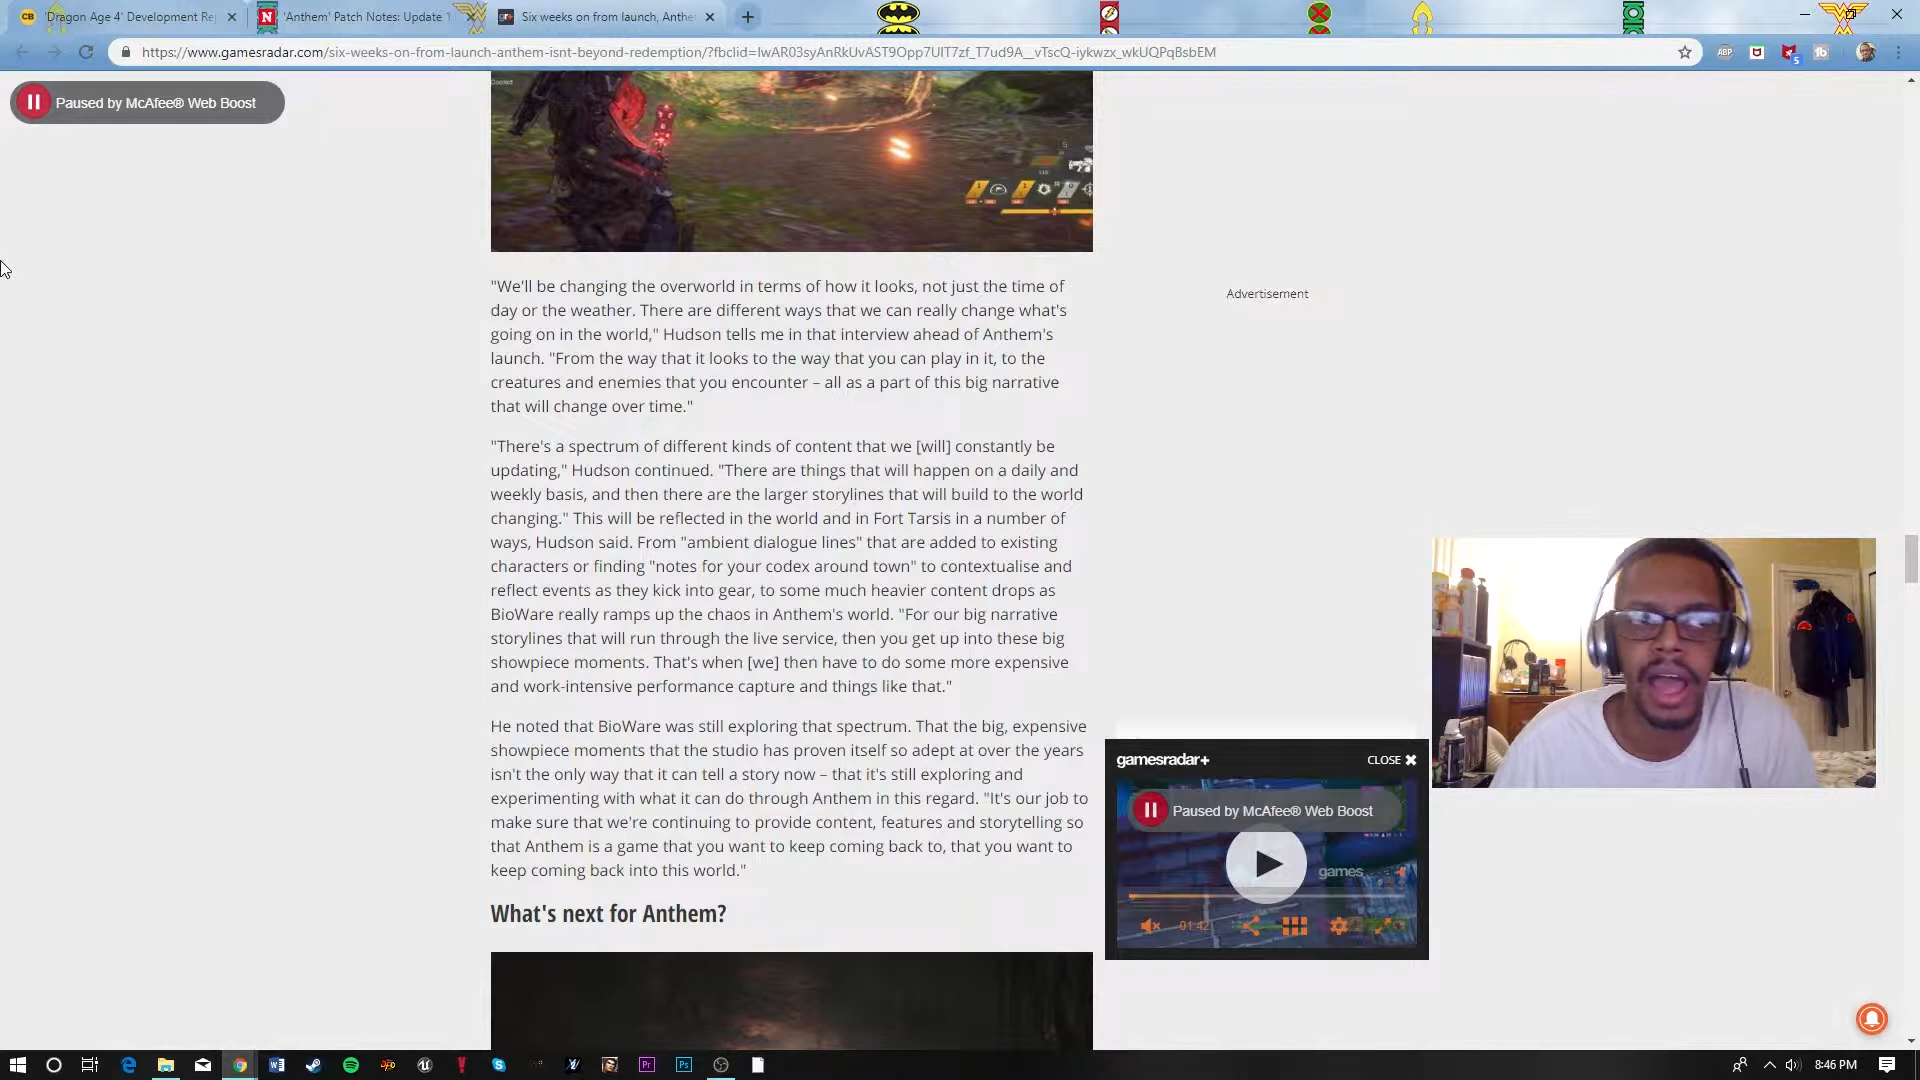 'Dragon Age 4' Development Re
'Anthem' Patch Notes: Update 1
Six weeks on from launch, Anthe
https://www.gamesradar.com/six-weeks-on-from-launch-anthem-isnt-beyond-redemption/?fbclid=IwAR03syAnRkUvAST9Opp7UlT7zf_T7ud9A__vTscQ-iykwzx_wkUQPqBsbEM
ABP
5
Paused by McAfee® Web Boost
"We'll be changing the overworld in terms of how it looks, not just the time of
day or the weather. There are different ways that we can really change what's
going on in the world," Hudson tells me in that interview ahead of Anthem's
launch. "From the way that it looks to the way that you can play in it, to the
creatures and enemies that you encounter – all as a part of this big narrative
that will change over time."
Advertisement
"There's a spectrum of different kinds of content that we [will] constantly be
updating," Hudson continued. "There are things that will happen on a daily and
weekly basis, and then there are the larger storylines that will build to the world
changing." This will be reflected in the world and in Fort Tarsis in a number of
ways, Hudson said. From "ambient dialogue lines" that are added to existing
characters or finding "notes for your codex around town" to contextualise and
reflect events as they kick into gear, to some much heavier content drops as
BioWare really ramps up the chaos in Anthem's world. "For our big narrative
storylines that will run through the live service, then you get up into these big
showpiece moments. That's when [we] then have to do some more expensive
and work-intensive performance capture and things like that."
He noted that BioWare was still exploring that spectrum. That the big, expensive
showpiece moments that the studio has proven itself so adept at over the years
isn't the only way that it can tell a story now – that it's still exploring and
experimenting with what it can do through Anthem in this regard. "It's our job to
make sure that we're continuing to provide content, features and storytelling so
that Anthem is a game that you want to keep coming back to, that you want to
keep coming back into this world."
What's next for Anthem?
gamesradar+
CLOSE
Paused by McAfee® Web Boost
games
01:42
8:46 PM